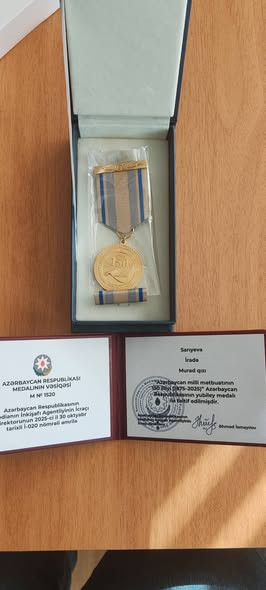 150
AZƏRBAYCAN RESPUBLİKASI
MEDALININ VƏSİQƏSİ
M № 1520
Azərbaycan Respublikasının
Medianın İnkişafı Agentliyinin İcraçı
direktorunun 2025-ci il 30 oktyabr
tarixli İ-020 nömrəli əmrilə
Sarıyeva
İradə
Murad qızı
"Azərbaycan milli mətbuatının
150 illiyi (1875-2025)" Azərbaycan
Respublikasının yubiley medalı
ilə təltif edilmişdir.
Əhməd İsmayılov